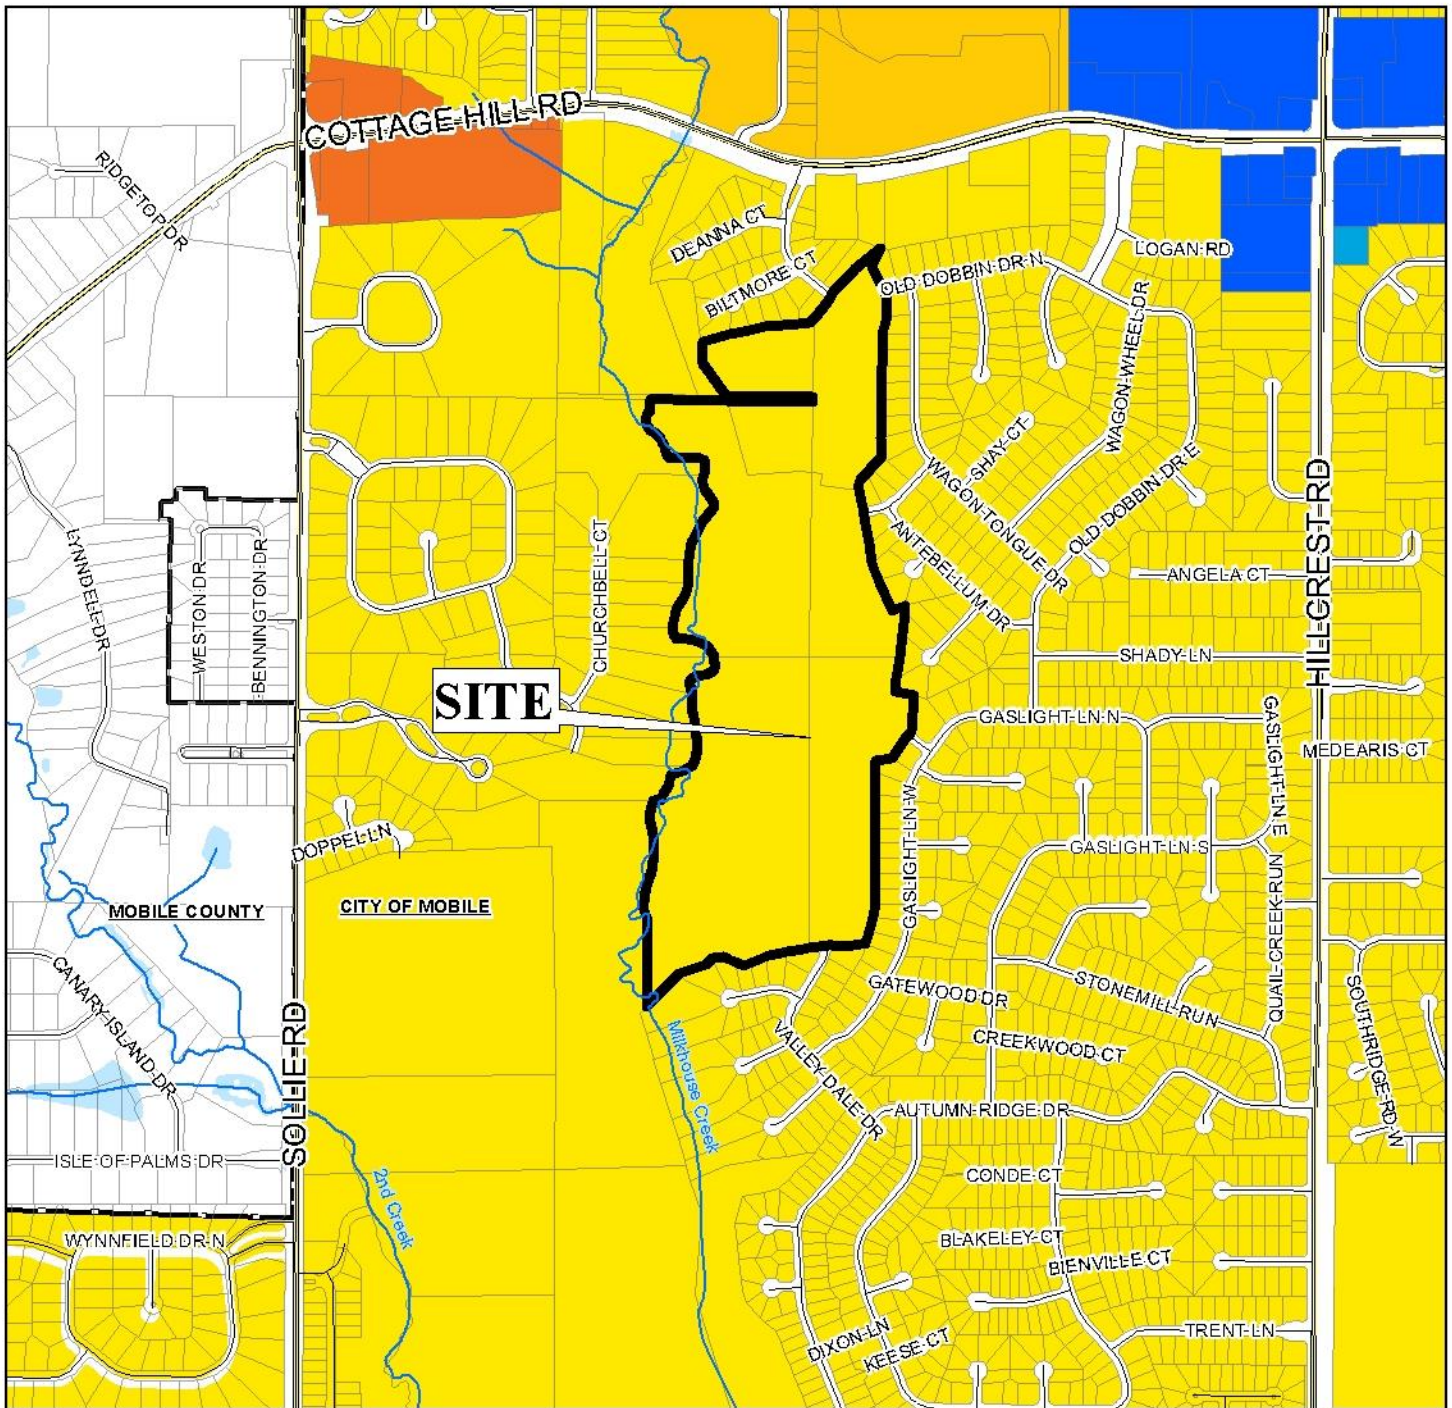 COTTAGE HILL RD
RIDGETOP DR
DEANNA CT
LOGAN RD
BILTMORE CT
OLD DOBBIN DR N
WAGON WHEEL DR
SHAY CT
WAGON TONGUE DR
OLD DOBBIN DR E
HILLCREST RD
LYNNDELL DR
WESTON DR
BENNINGTON DR
CHURCHBELL CT
ANTEBELLUM DR
ANGELA CT
SHADY LN
SITE
GASLIGHT LN N
GASLIGHT LN E
MEDEARIS CT
GASLIGHT LN W
DOPPEL LN
GASLIGHT LN S
MOBILE COUNTY
CITY OF MOBILE
QUAIL CREEK RUN
CANARY ISLAND DR
GATEWOOD DR
STONEMILL RUN
SOUTHRIDGE RD W
SOLLIE RD
Milkhouse Creek
VALLEY DALE DR
CREEKWOOD CT
AUTUMN RIDGE DR
ISLE OF PALMS DR
2nd Creek
CONDE CT
WYNNFIELD DR N
BLAKELEY CT
BIENVILLE CT
DIXON LN
KEESE CT
TRENT LN